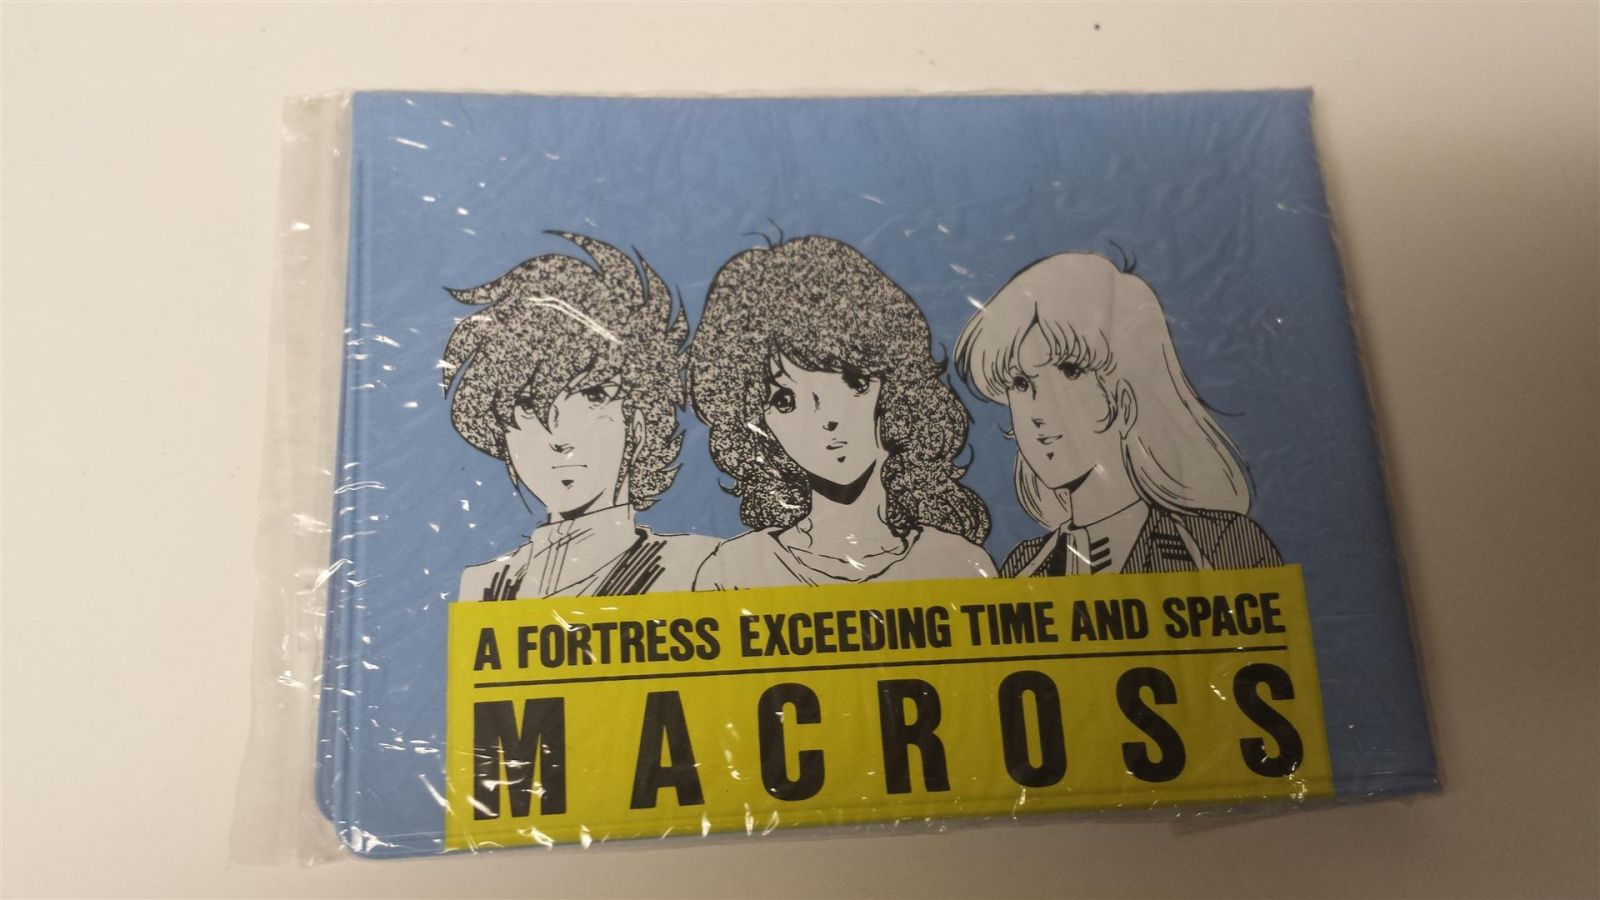 A FORTRESS EXCEEDING TIME AND SPACE
MACROSS